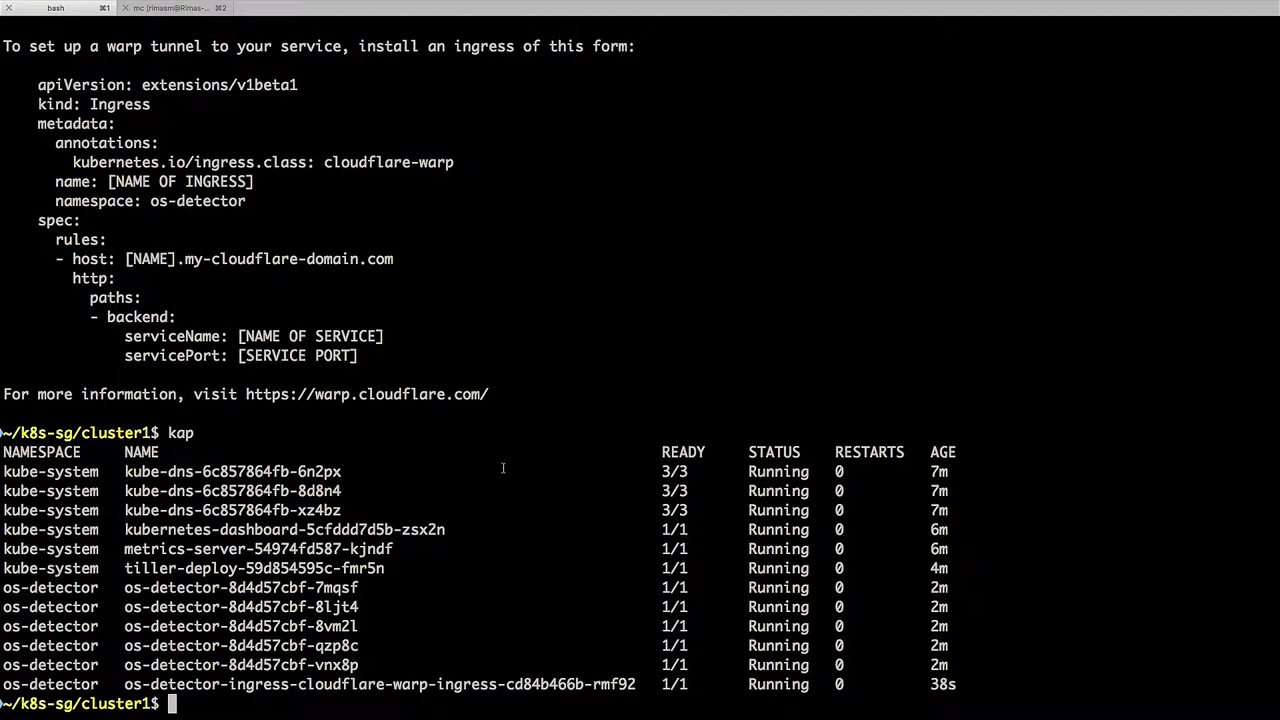 bash ⌘1 mc [rimasm@Rimas-... ⌘2
To set up a warp tunnel to your service, install an ingress of this form:
apiVersion: extensions/v1beta1
kind: Ingress
metadata:
annotations:
kubernetes.io/ingress.class: cloudflare-warp
name: [NAME OF INGRESS]
namespace: os-detector
spec:
rules:
- host: [NAME].my-cloudflare-domain.com
http:
paths:
- backend:
serviceName: [NAME OF SERVICE]
servicePort: [SERVICE PORT]
For more information, visit https://warp.cloudflare.com/
~/k8s-sg/cluster1$ kap
NAMESPACE NAME READY STATUS RESTARTS AGE
kube-system kube-dns-6c857864fb-6n2px 3/3 Running 0 7m
kube-system kube-dns-6c857864fb-8d8n4 3/3 Running 0 7m
kube-system kube-dns-6c857864fb-xz4bz 3/3 Running 0 7m
kube-system kubernetes-dashboard-5cfddd7d5b-zsx2n 1/1 Running 0 6m
kube-system metrics-server-54974fd587-kjndf 1/1 Running 0 6m
kube-system tiller-deploy-59d854595c-fmr5n 1/1 Running 0 4m
os-detector os-detector-8d4d57cbf-7mqsf 1/1 Running 0 2m
os-detector os-detector-8d4d57cbf-8ljt4 1/1 Running 0 2m
os-detector os-detector-8d4d57cbf-8vm2l 1/1 Running 0 2m
os-detector os-detector-8d4d57cbf-qzp8c 1/1 Running 0 2m
os-detector os-detector-8d4d57cbf-vnx8p 1/1 Running 0 2m
os-detector os-detector-ingress-cloudflare-warp-ingress-cd84b466b-rmf92 1/1 Running 0 38s
~/k8s-sg/cluster1$